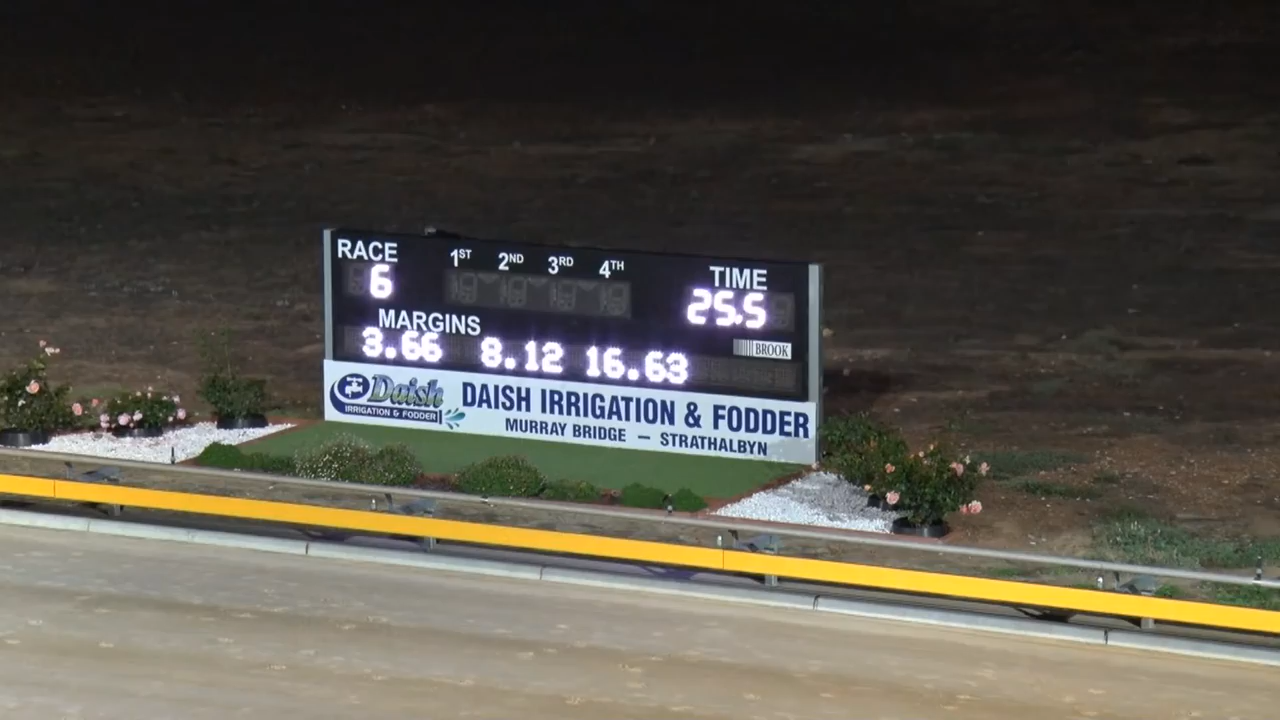 RACE 1ST 2ND 3RD 4TH TIME
6 25.5
MARGINS
3.66 8.12 16.63
BROOK
Daish
IRRIGATION & FODDER
DAISH IRRIGATION & FODDER
MURRAY BRIDGE — STRATHALBYN